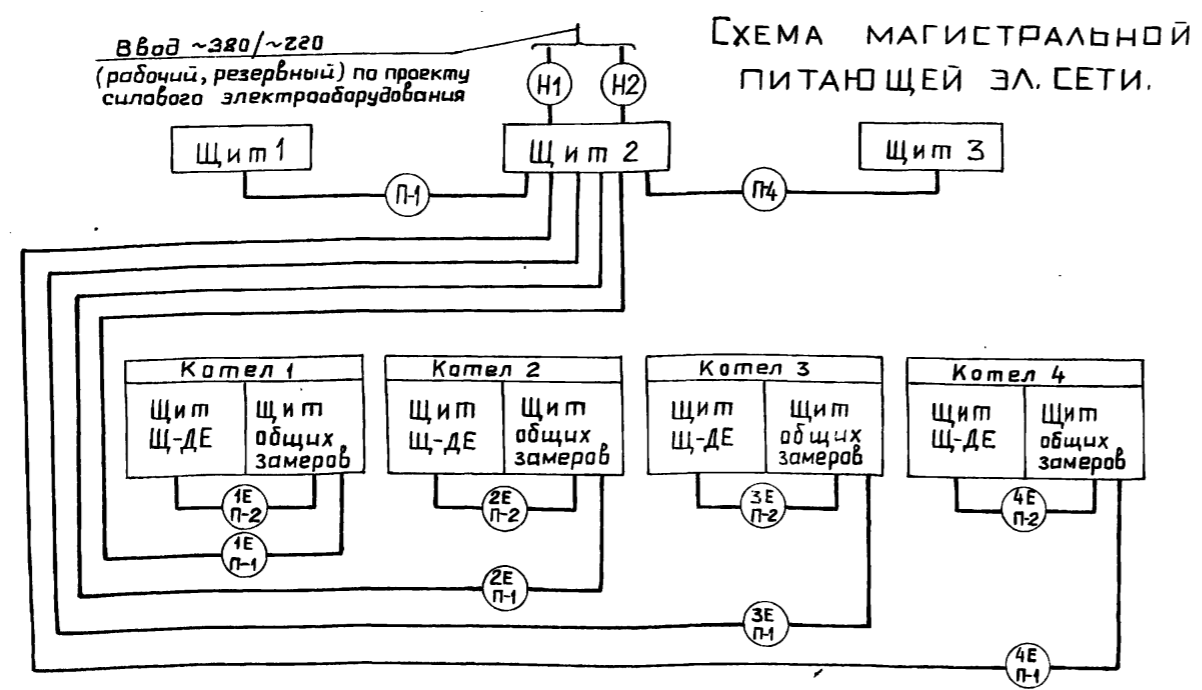 Схема магистральной
питающей эл. сети.
Ввод ~380/~220
(рабочий, резервный) по проекту
силового электрооборудования
Н1
Н2
Щит 1
Щит 2
Щит 3
П-1
П-4
Котел 1
Щит
Щ-ДЕ
Щит
общих
замеров
1Е
П-2
1Е
П-1
Котел 2
Щит
Щ-ДЕ
Щит
общих
замеров
2Е
П-2
2Е
П-1
Котел 3
Щит
Щ-ДЕ
Щит
общих
замеров
3Е
П-2
3Е
П-1
Котел 4
Щит
Щ-ДЕ
Щит
общих
замеров
4Е
П-2
4Е
П-1